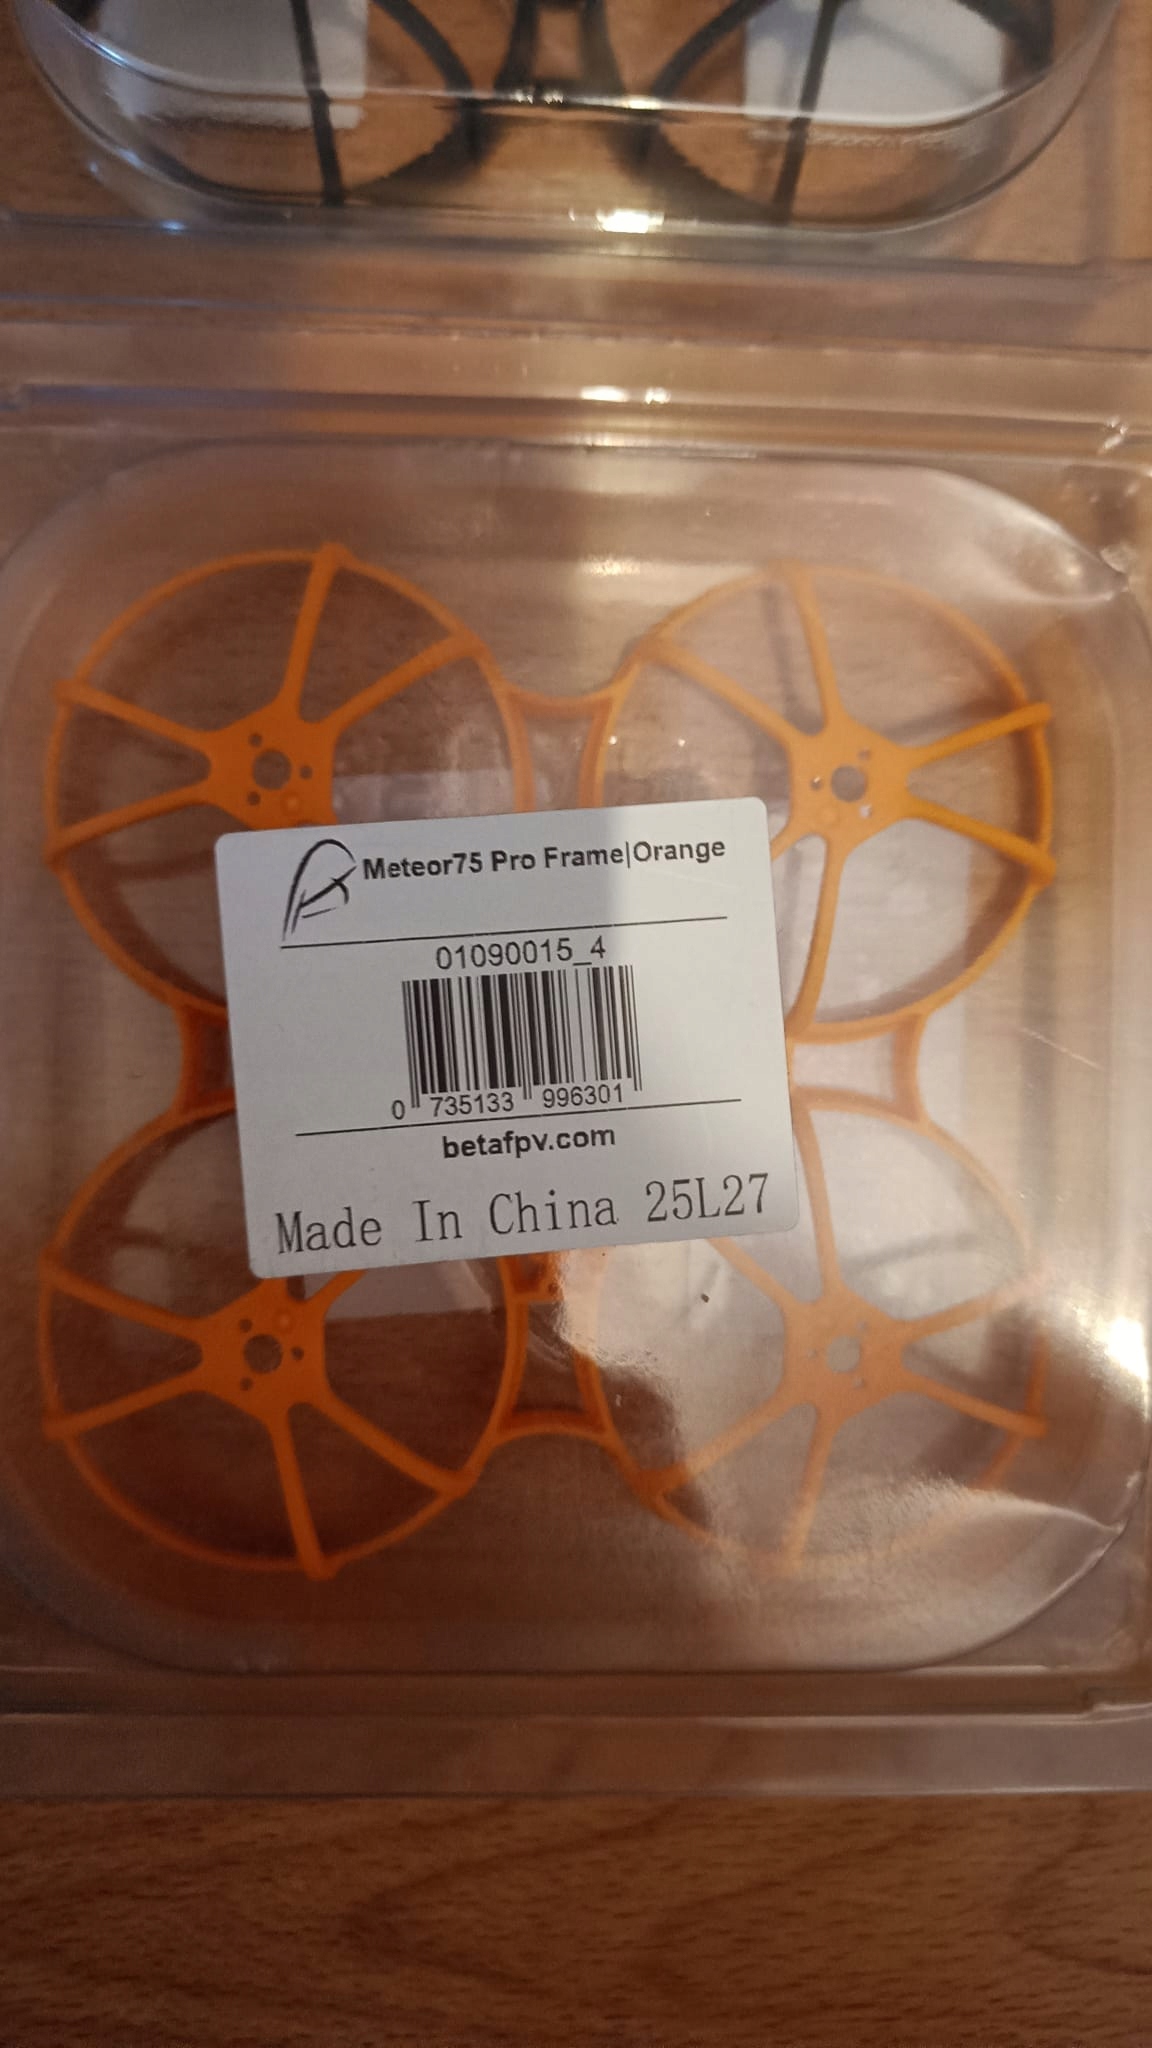 Meteor75 Pro Frame|Orange
01090015_4
0 735133 996301
betafpv.com
Made In China 25L27